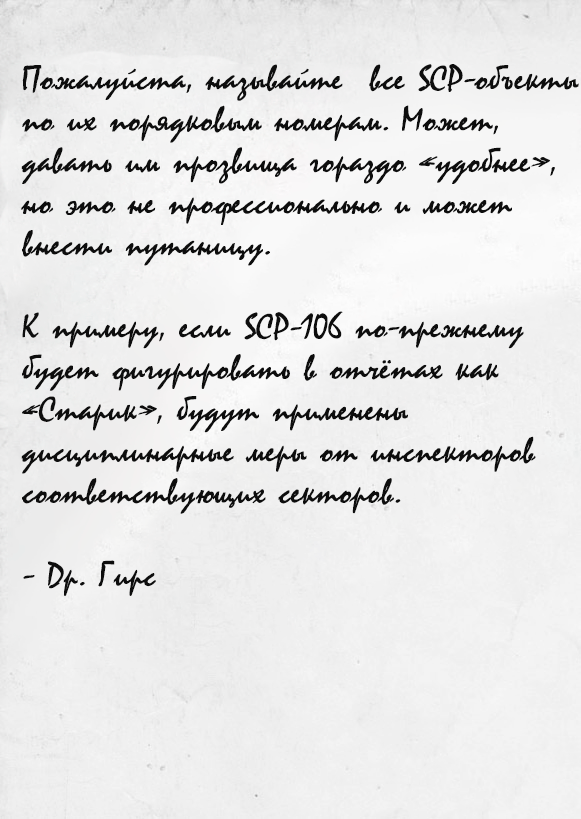 Пожалуйста, называйте все SCP-объекты
по их порядковым номерам. Может,
давать им прозвища гораздо «удобнее»,
но это не профессионально и может
внести путаницу.
К примеру, если SCP-106 по-прежнему
будет фигурировать в отчётах как
«Старик», будут применены
дисциплинарные меры от инспекторов
соответствующих секторов.
- Др. Гирс